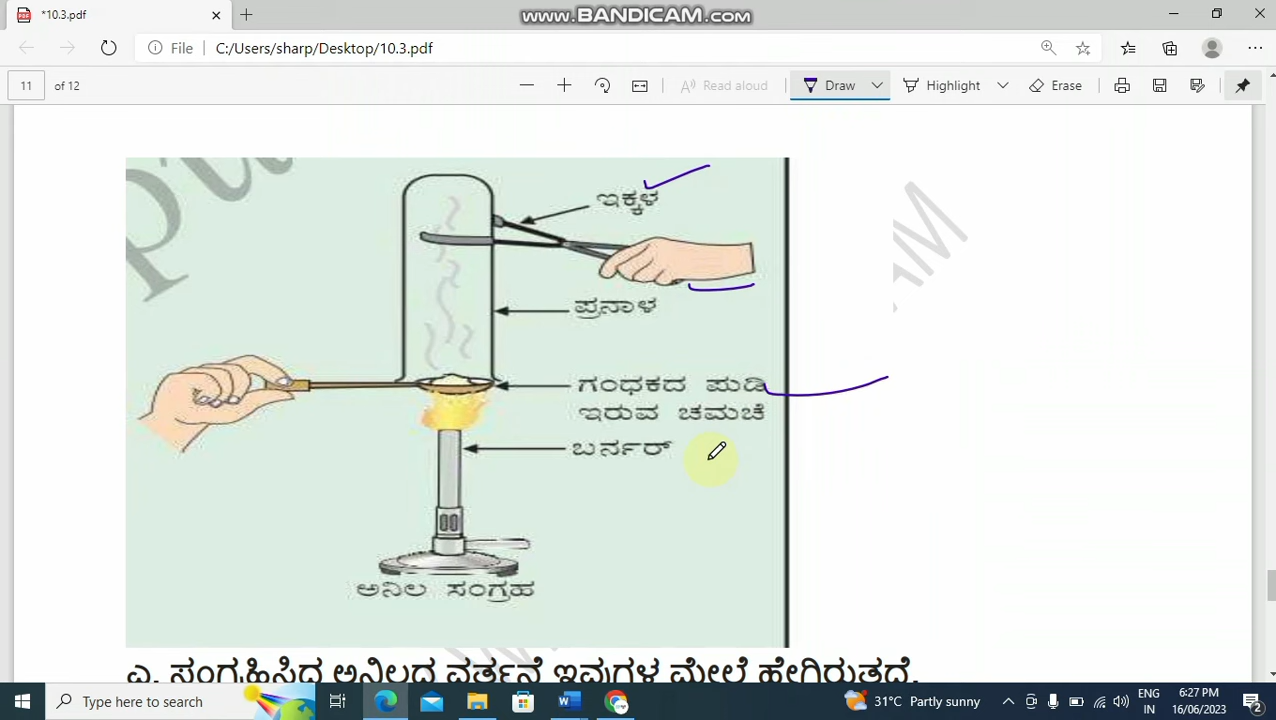 *10.3.pdf
www.BANDICAM.com
File C:/Users/sharp/Desktop/10.3.pdf
11 of 12
Read aloud Draw Highlight Erase
ಇಕ್ಕಳ
ಪ್ರನಾಳ
ಗಂಧಕದ ಪುಡಿ
ಇರುವ ಚಮಚೆ
ಬರ್ನರ್
ಅನಿಲ ಸಂಗ್ರಹ
ಎ. ಸಂಗ್ರಹಿಸಿದ ಅನಿಲದ ವರ್ತನೆ ಇವುಗಳ ಮೇಲೆ ಹೇಗಿರುತ್ತದೆ.
Type here to search
31°C Partly sunny
ENG
IN
6:27 PM
16/06/2023
2